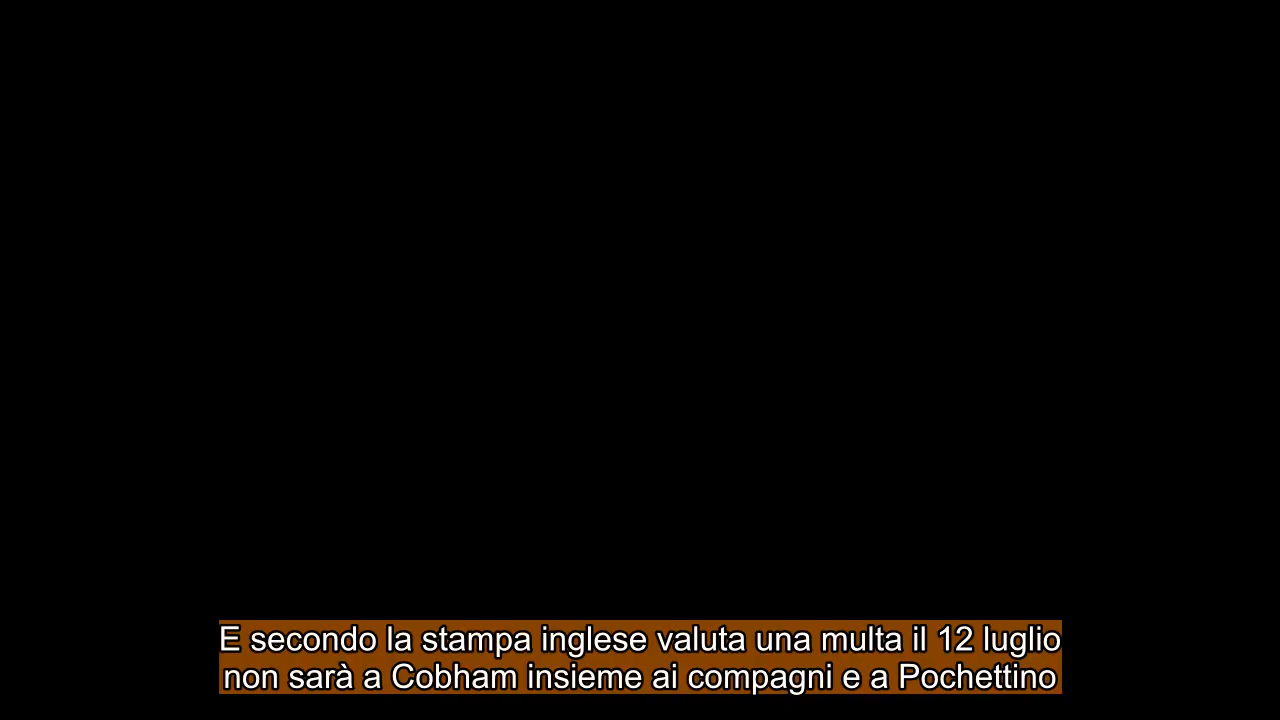 E secondo la stampa inglese valuta una multa il 12 luglio
non sarà a Cobham insieme ai compagni e a Pochettino